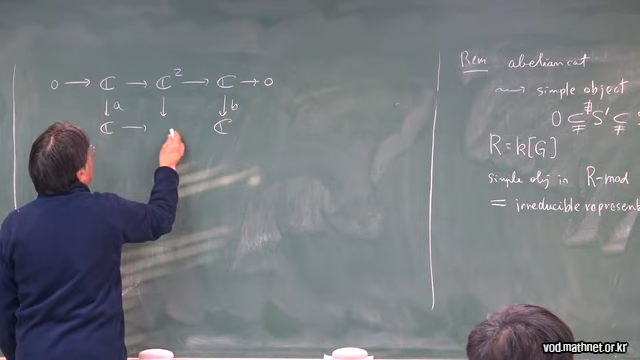 0 → ℂ → ℂ² → ℂ → 0
↓a ↓ ↓b
ℂ → ℂ
Rem abelian cat
⇝ simple object
0 ⊊ ∄S' ⊊
R = k[G]
simple obj in R-mod
= irreducible represent
vod.mathnet.or.kr